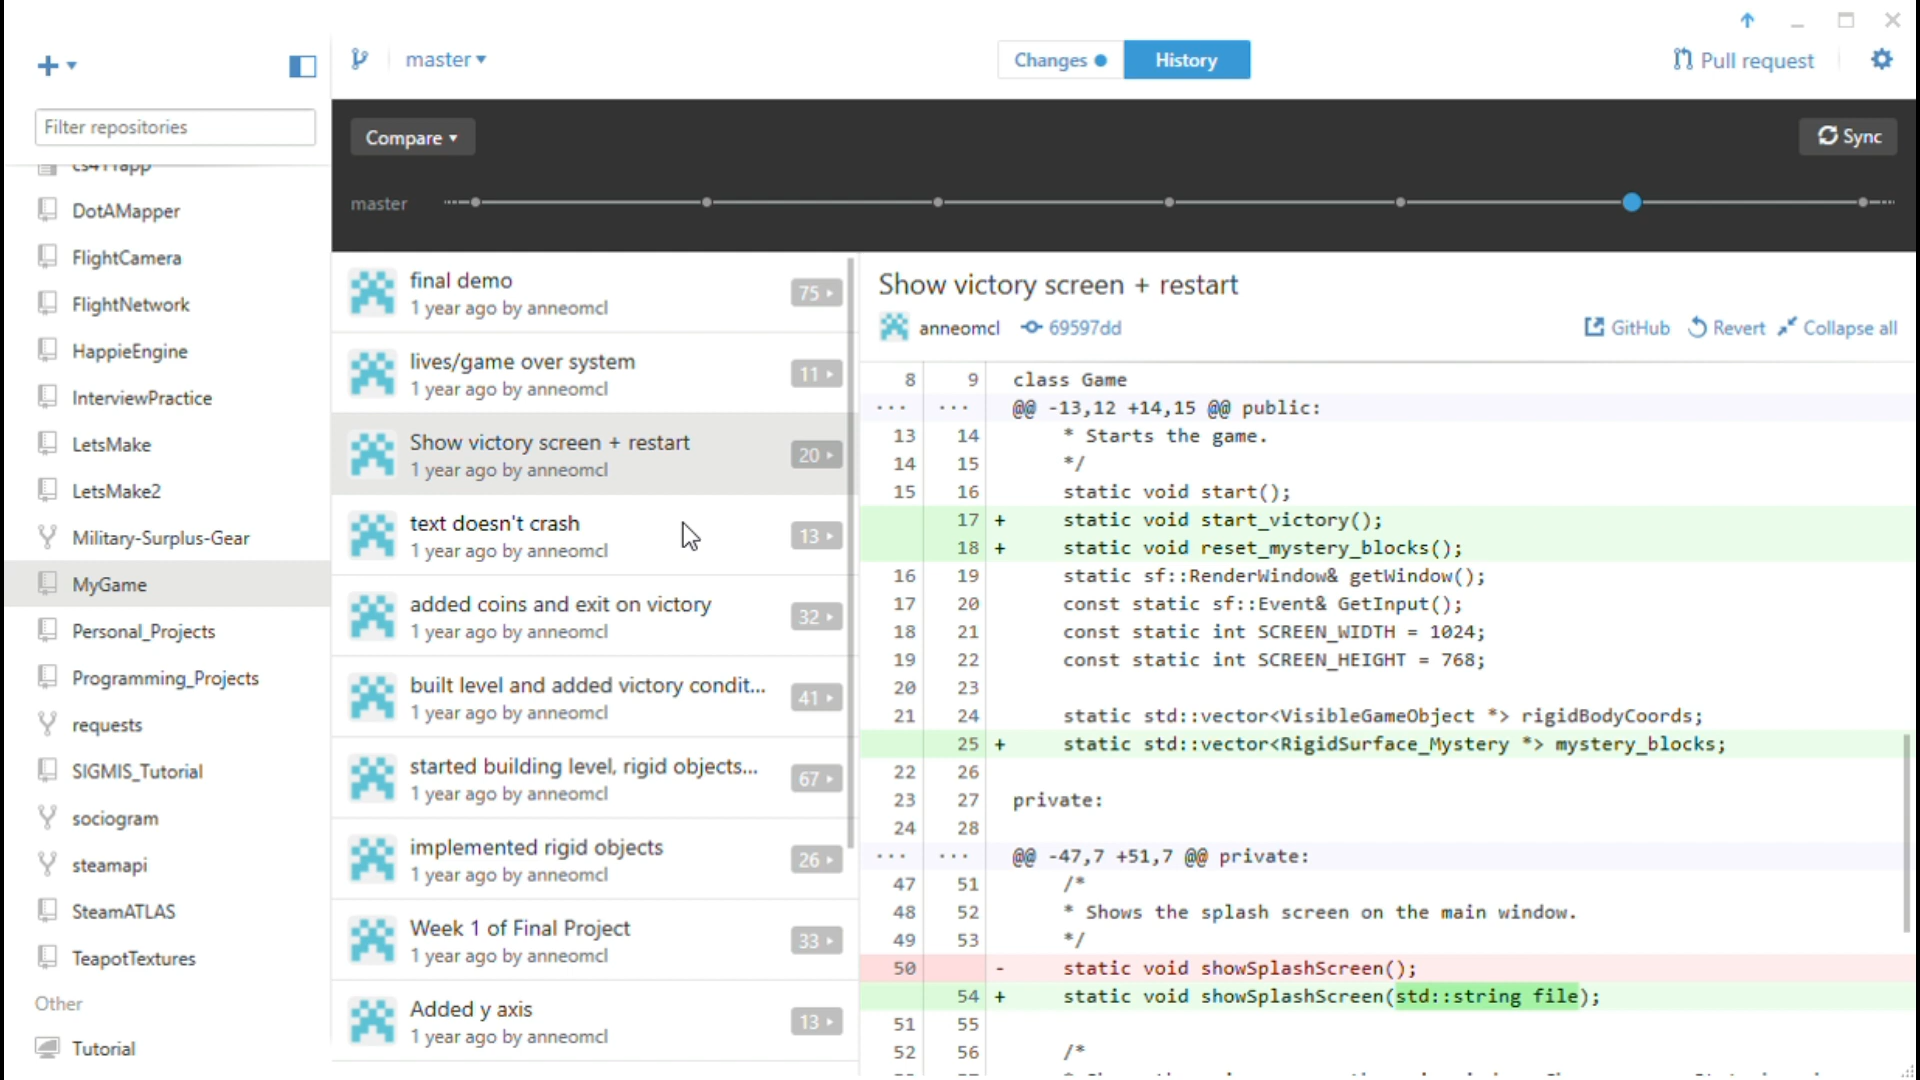 master
Changes
History
Pull request
Filter repositories
Compare
Sync
master
cs411app
DotAMapper
FlightCamera
FlightNetwork
HappieEngine
InterviewPractice
LetsMake
LetsMake2
Military-Surplus-Gear
MyGame
Personal_Projects
Programming_Projects
requests
SIGMIS_Tutorial
sociogram
steamapi
SteamATLAS
TeapotTextures
Other
Tutorial
final demo
1 year ago by anneomcl
75
lives/game over system
1 year ago by anneomcl
11
Show victory screen + restart
1 year ago by anneomcl
20
text doesn't crash
1 year ago by anneomcl
13
added coins and exit on victory
1 year ago by anneomcl
32
built level and added victory condit...
1 year ago by anneomcl
41
started building level, rigid objects...
1 year ago by anneomcl
67
implemented rigid objects
1 year ago by anneomcl
26
Week 1 of Final Project
1 year ago by anneomcl
33
Added y axis
1 year ago by anneomcl
13
Show victory screen + restart
anneomcl 69597dd
GitHub Revert Collapse all
8 9 class Game
... ... @@ -13,12 +14,15 @@ public:
13 14 * Starts the game.
14 15 */
15 16 static void start();
17 + static void start_victory();
18 + static void reset_mystery_blocks();
16 19 static sf::RenderWindow& getWindow();
17 20 const static sf::Event& GetInput();
18 21 const static int SCREEN_WIDTH = 1024;
19 22 const static int SCREEN_HEIGHT = 768;
20 23
21 24 static std::vector<VisibleGameObject *> rigidBodyCoords;
25 + static std::vector<RigidSurface_Mystery *> mystery_blocks;
22 26
23 27 private:
24 28
... ... @@ -47,7 +51,7 @@ private:
47 51 /*
48 52 * Shows the splash screen on the main window.
49 53 */
50 - static void showSplashScreen();
54 + static void showSplashScreen(std::string file);
51 55
52 56 /*